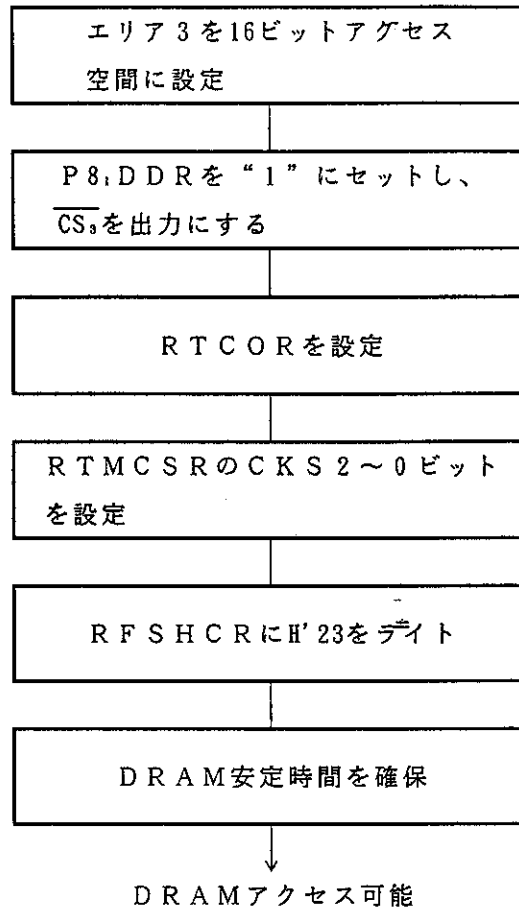 エリア3を16ビットアクセス
空間に設定
P8₁DDRを“1”にセットし、
CS₃を出力にする
RTCORを設定
RTMCSRのCKS2～0ビット
を設定
RFSHCRにH'23をライト
DRAM安定時間を確保
DRAMアクセス可能